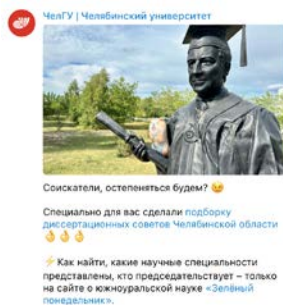 ЧелГУ | Челябинский университет
Соискатели, остепеняться будем? 😉
Специально для вас сделали подборку
диссертационных советов Челябинской области
👌👌👌
⚡Как найти, какие научные специальности
представлены, кто председательствует – только
на сайте о южноуральской науке «Зелёный
понедельник».